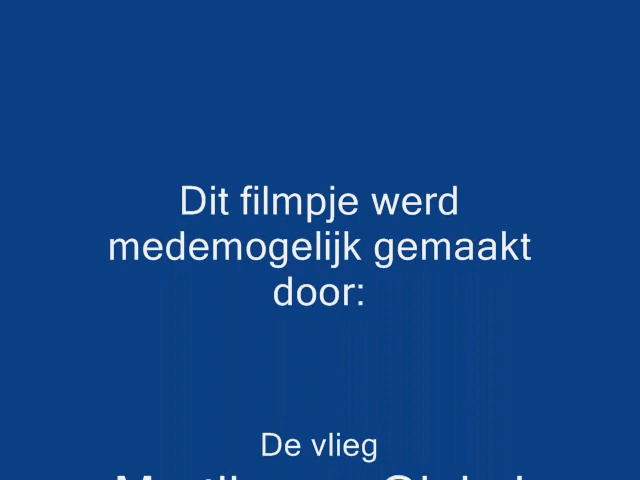 Dit filmpje werd
medemogelijk gemaakt
door:
De vlieg